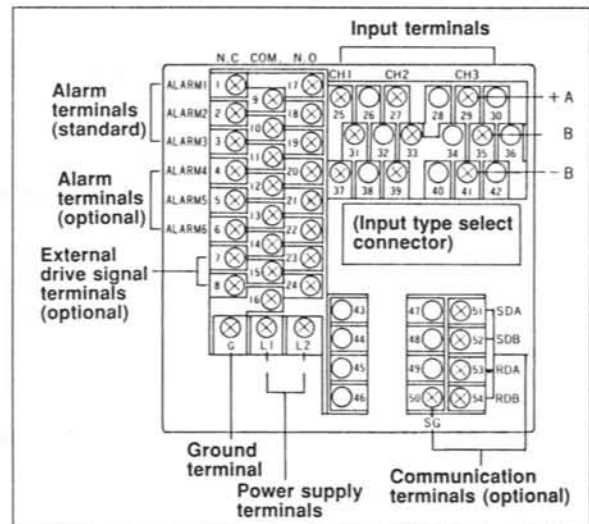 Input terminals
N.C COM. N.O
CH1 CH2 CH3
Alarm
terminals
(standard)
ALARM1
ALARM2
ALARM3
Alarm
terminals
(optional)
ALARM4
ALARM5
ALARM6
External
drive signal
terminals
(optional)
1 9 17
2 10 18
3 11 19
4 12 20
5 13 21
6 14 22
7 15 23
8 16 24
G L1 L2
25 26 27 28 29 30
+ A
31 32 33 34 35 36
B
37 38 39 40 41 42
- B
(Input type select
connector)
43
44
45
46
47 51 SDA
48 52 SDB
49 53 RDA
50 54 RDB
SG
Ground
terminal
Power supply
terminals
Communication
terminals (optional)